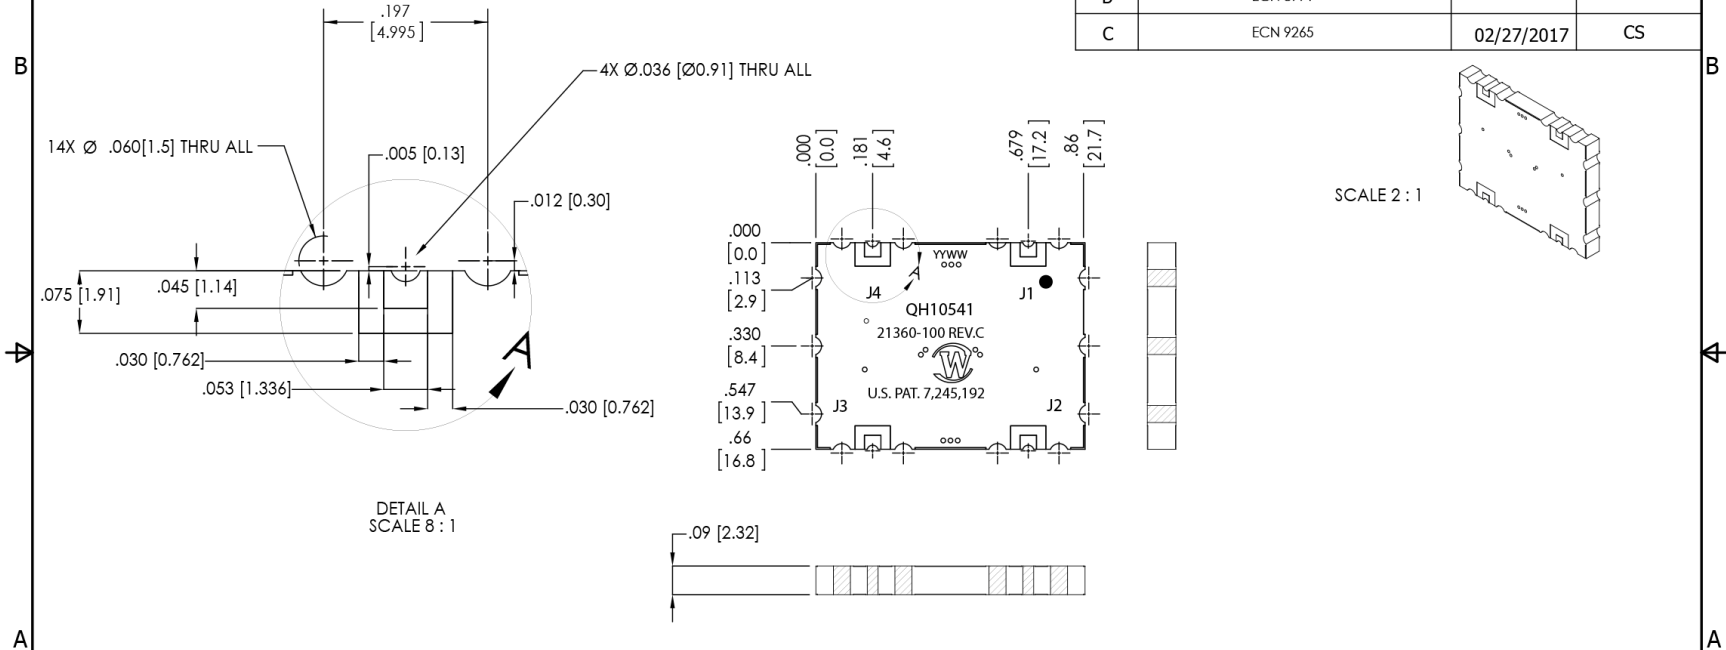 C ECN 9265 02/27/2017 CS
B
B
.197
[4.995]
4X Ø.036 [Ø0.91] THRU ALL
14X Ø .060[1.5] THRU ALL
.005 [0.13]
.012 [0.30]
.075 [1.91]
.045 [1.14]
.030 [0.762]
.053 [1.336]
.030 [0.762]
A
DETAIL A
SCALE 8 : 1
.000
[0.0]
.181
[4.6]
.679
[17.2]
.86
[21.7]
.000
[0.0]
.113
[2.9]
.330
[8.4]
.547
[13.9]
.66
[16.8]
YYWW
A
J4
J1
QH10541
21360-100 REV.C
W
U.S. PAT. 7,245,192
J3
J2
.09 [2.32]
SCALE 2 : 1
A
A